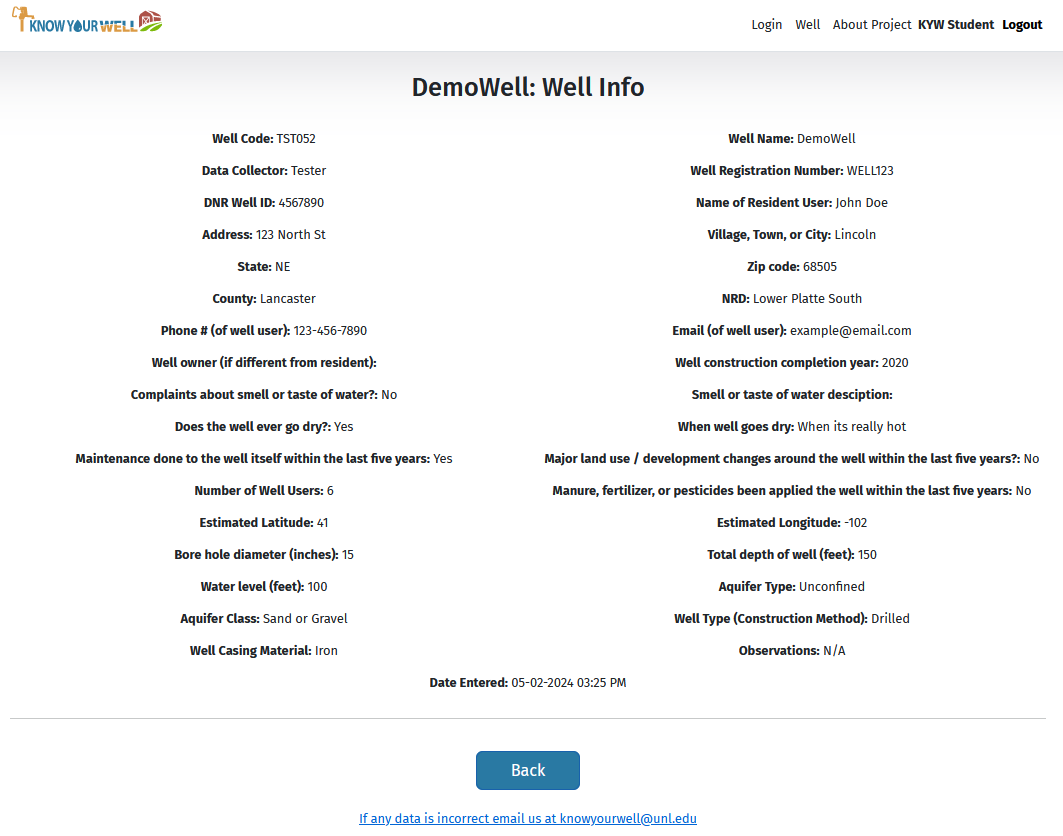 KNOW YOUR WELL
Login Well About Project KYW Student Logout
DemoWell: Well Info
Well Code: TST052
Well Name: DemoWell
Data Collector: Tester
Well Registration Number: WELL123
DNR Well ID: 4567890
Name of Resident User: John Doe
Address: 123 North St
Village, Town, or City: Lincoln
State: NE
Zip code: 68505
County: Lancaster
NRD: Lower Platte South
Phone # (of well user): 123-456-7890
Email (of well user): example@email.com
Well owner (if different from resident):
Well construction completion year: 2020
Complaints about smell or taste of water?: No
Smell or taste of water desciption:
Does the well ever go dry?: Yes
When well goes dry: When its really hot
Maintenance done to the well itself within the last five years: Yes
Major land use / development changes around the well within the last five years?: No
Number of Well Users: 6
Manure, fertilizer, or pesticides been applied the well within the last five years: No
Estimated Latitude: 41
Estimated Longitude: -102
Bore hole diameter (inches): 15
Total depth of well (feet): 150
Water level (feet): 100
Aquifer Type: Unconfined
Aquifer Class: Sand or Gravel
Well Type (Construction Method): Drilled
Well Casing Material: Iron
Observations: N/A
Date Entered: 05-02-2024 03:25 PM
Back
If any data is incorrect email us at knowyourwell@unl.edu